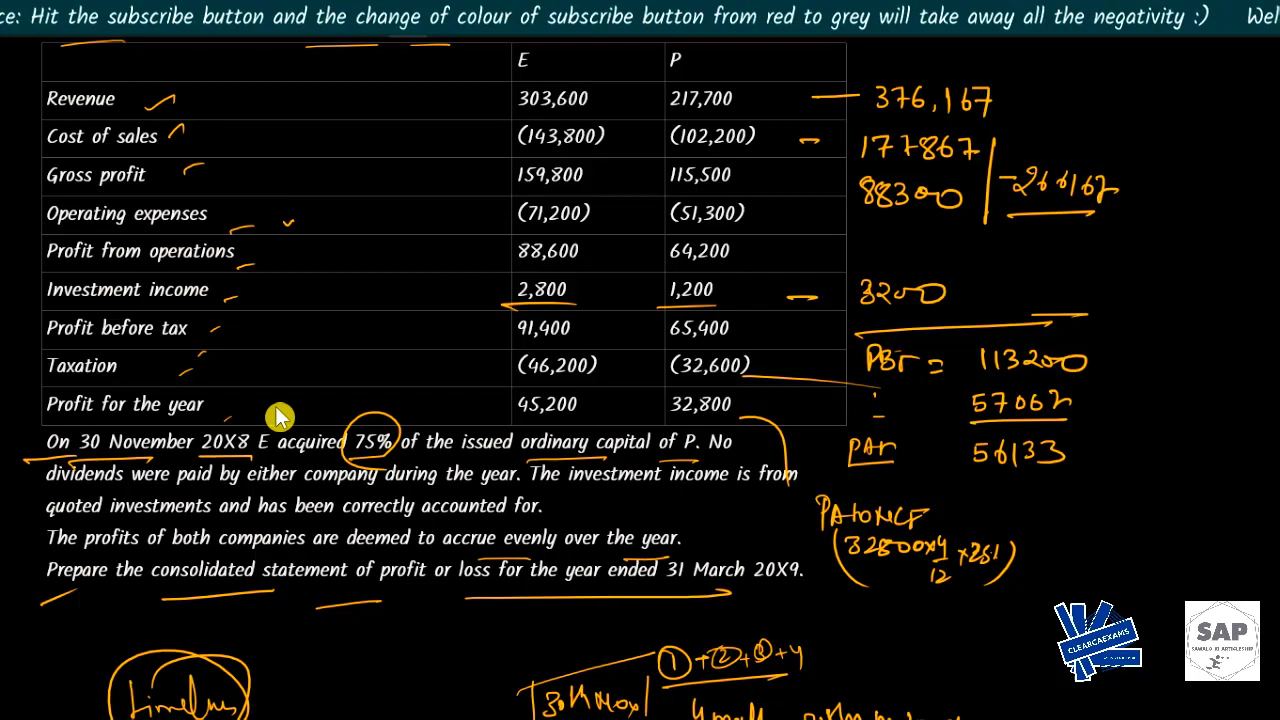 ce: Hit the subscribe button and the change of colour of subscribe button from red to grey will take away all the negativity :) Wel
E P
Revenue 303,600 217,700 — 376,167
Cost of sales (143,800) (102,200) - 177867
Gross profit 159,800 115,500 88300
Operating expenses (71,200) (51,300)
Profit from operations 88,600 64,200
Investment income 2,800 1,200 - 3200
Profit before tax 91,400 65,400 PBT = 113200
Taxation (46,200) (32,600)
Profit for the year 45,200 32,800
PAT 56133
On 30 November 20X8 E acquired 75% of the issued ordinary capital of P. No
dividends were paid by either company during the year. The investment income is from
quoted investments and has been correctly accounted for.
The profits of both companies are deemed to accrue evenly over the year.
Prepare the consolidated statement of profit or loss for the year ended 31 March 20X9.
①+②+③+4
CLEARCAEXAMS
SAP
SAWALO KI ARTICLESHIP